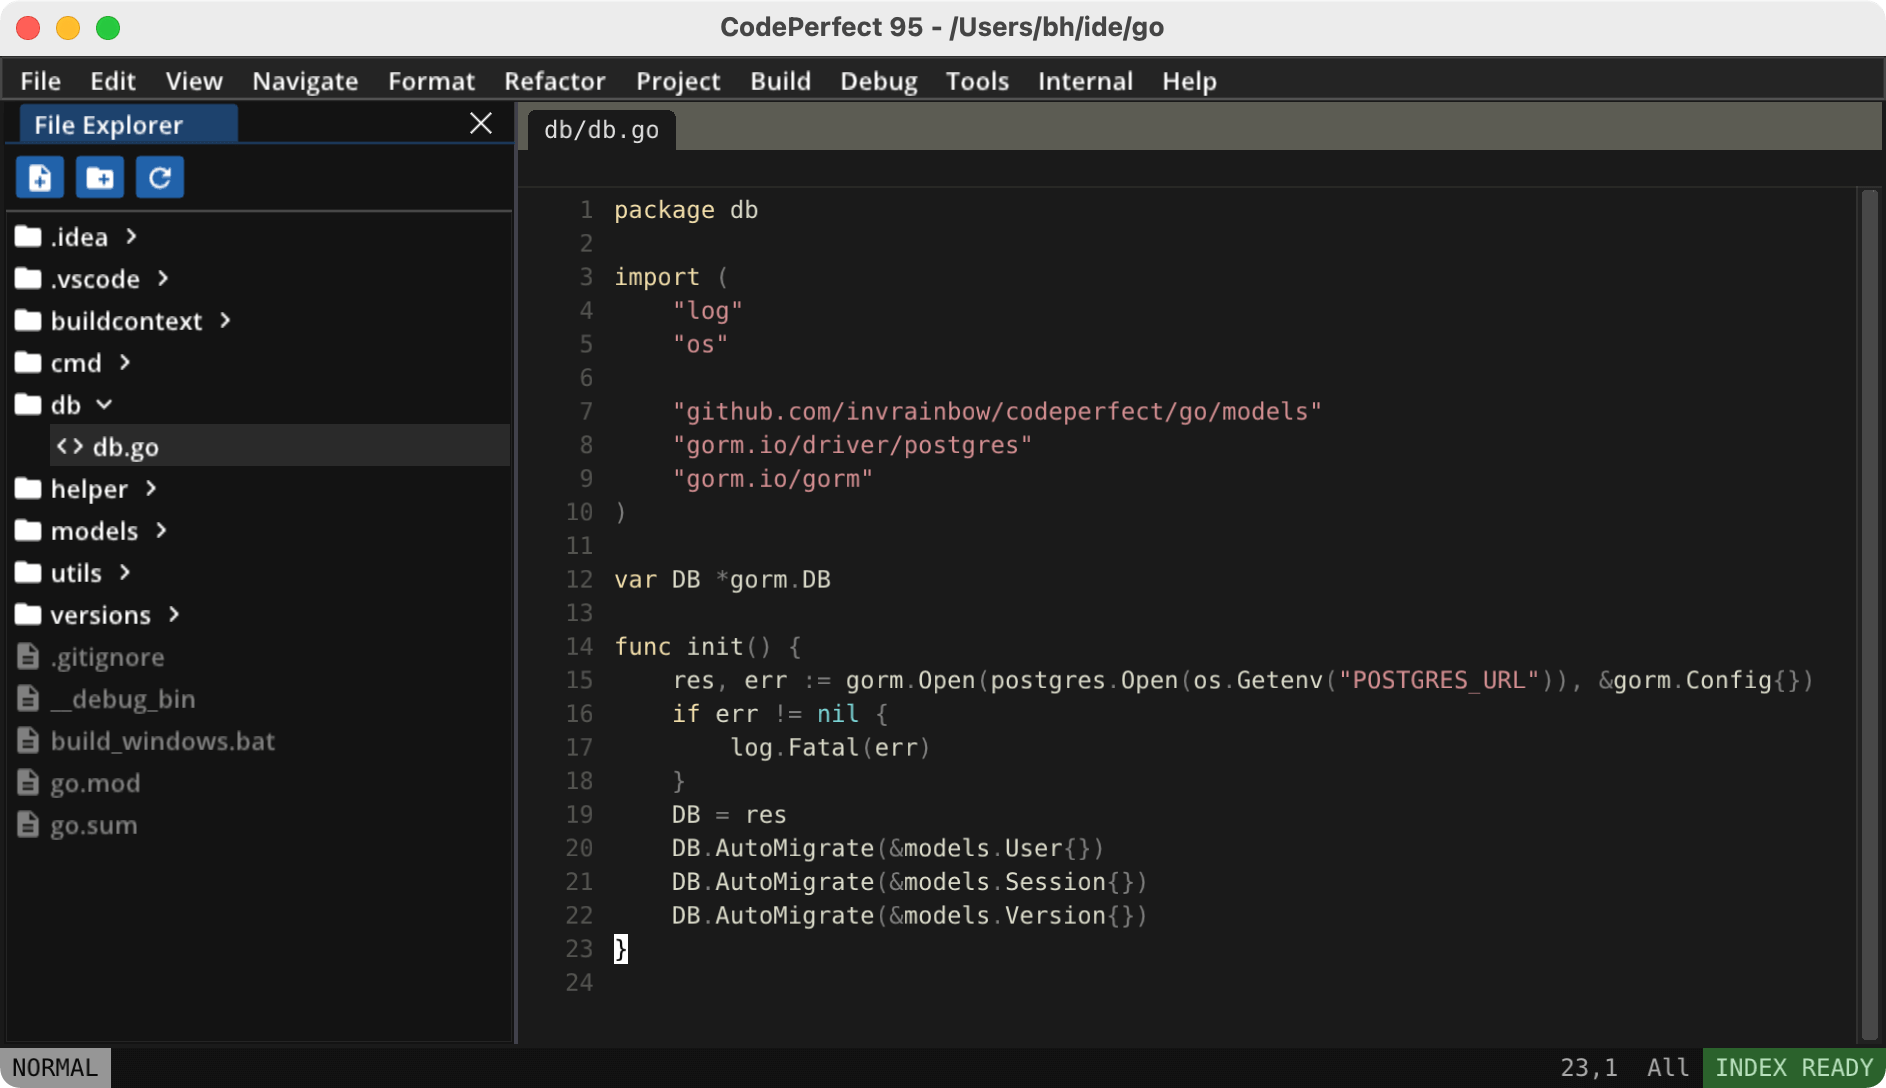 CodePerfect 95 - /Users/bh/ide/go
File Edit View Navigate Format Refactor Project Build Debug Tools Internal Help
File Explorer
.idea
.vscode
buildcontext
cmd
db
db.go
helper
models
utils
versions
.gitignore
__debug_bin
build_windows.bat
go.mod
go.sum
db/db.go
1 package db
2
3 import (
4     "log"
5     "os"
6
7     "github.com/invrainbow/codeperfect/go/models"
8     "gorm.io/driver/postgres"
9     "gorm.io/gorm"
10 )
11
12 var DB *gorm.DB
13
14 func init() {
15     res, err := gorm.Open(postgres.Open(os.Getenv("POSTGRES_URL")), &gorm.Config{})
16     if err != nil {
17         log.Fatal(err)
18     }
19     DB = res
20     DB.AutoMigrate(&models.User{})
21     DB.AutoMigrate(&models.Session{})
22     DB.AutoMigrate(&models.Version{})
23 }
24
NORMAL 23,1 All INDEX READY